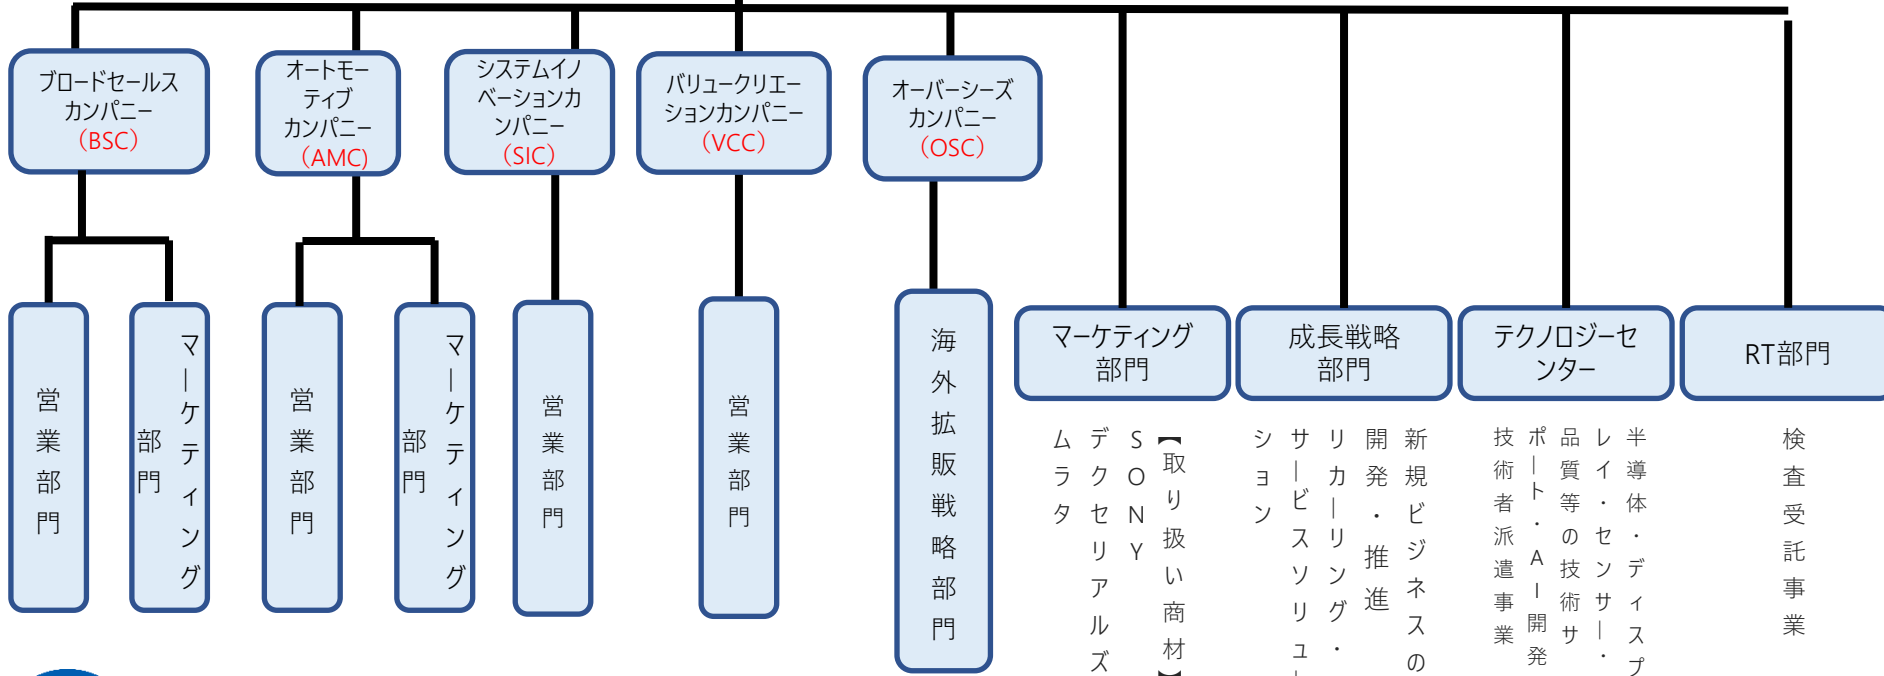 ブロードセールス
カンパニー
（BSC）
オートモー
ティブ
カンパニー
（AMC)
システムイノ
ベーションカ
ンパニー
（SIC）
バリュークリエー
ションカンパニー
（VCC）
オーバーシーズ
カンパニー
（OSC）
営業部門
マーケティング
部門
営業部門
マーケティング
部門
営業部門
営業部門
海外拡販戦略部門
マーケティング
部門
【取り扱い商材】
SONY
デクセリアルズ
ムラタ
成長戦略
部門
新規ビジネスの
開発・推進
リカーリング・
サービスソリュー
ション
テクノロジーセ
ンター
半導体・ディスプ
レイ・センサー・
品質等の技術サ
ポート・AI開発
技術者派遣事業
RT部門
検査受託事業